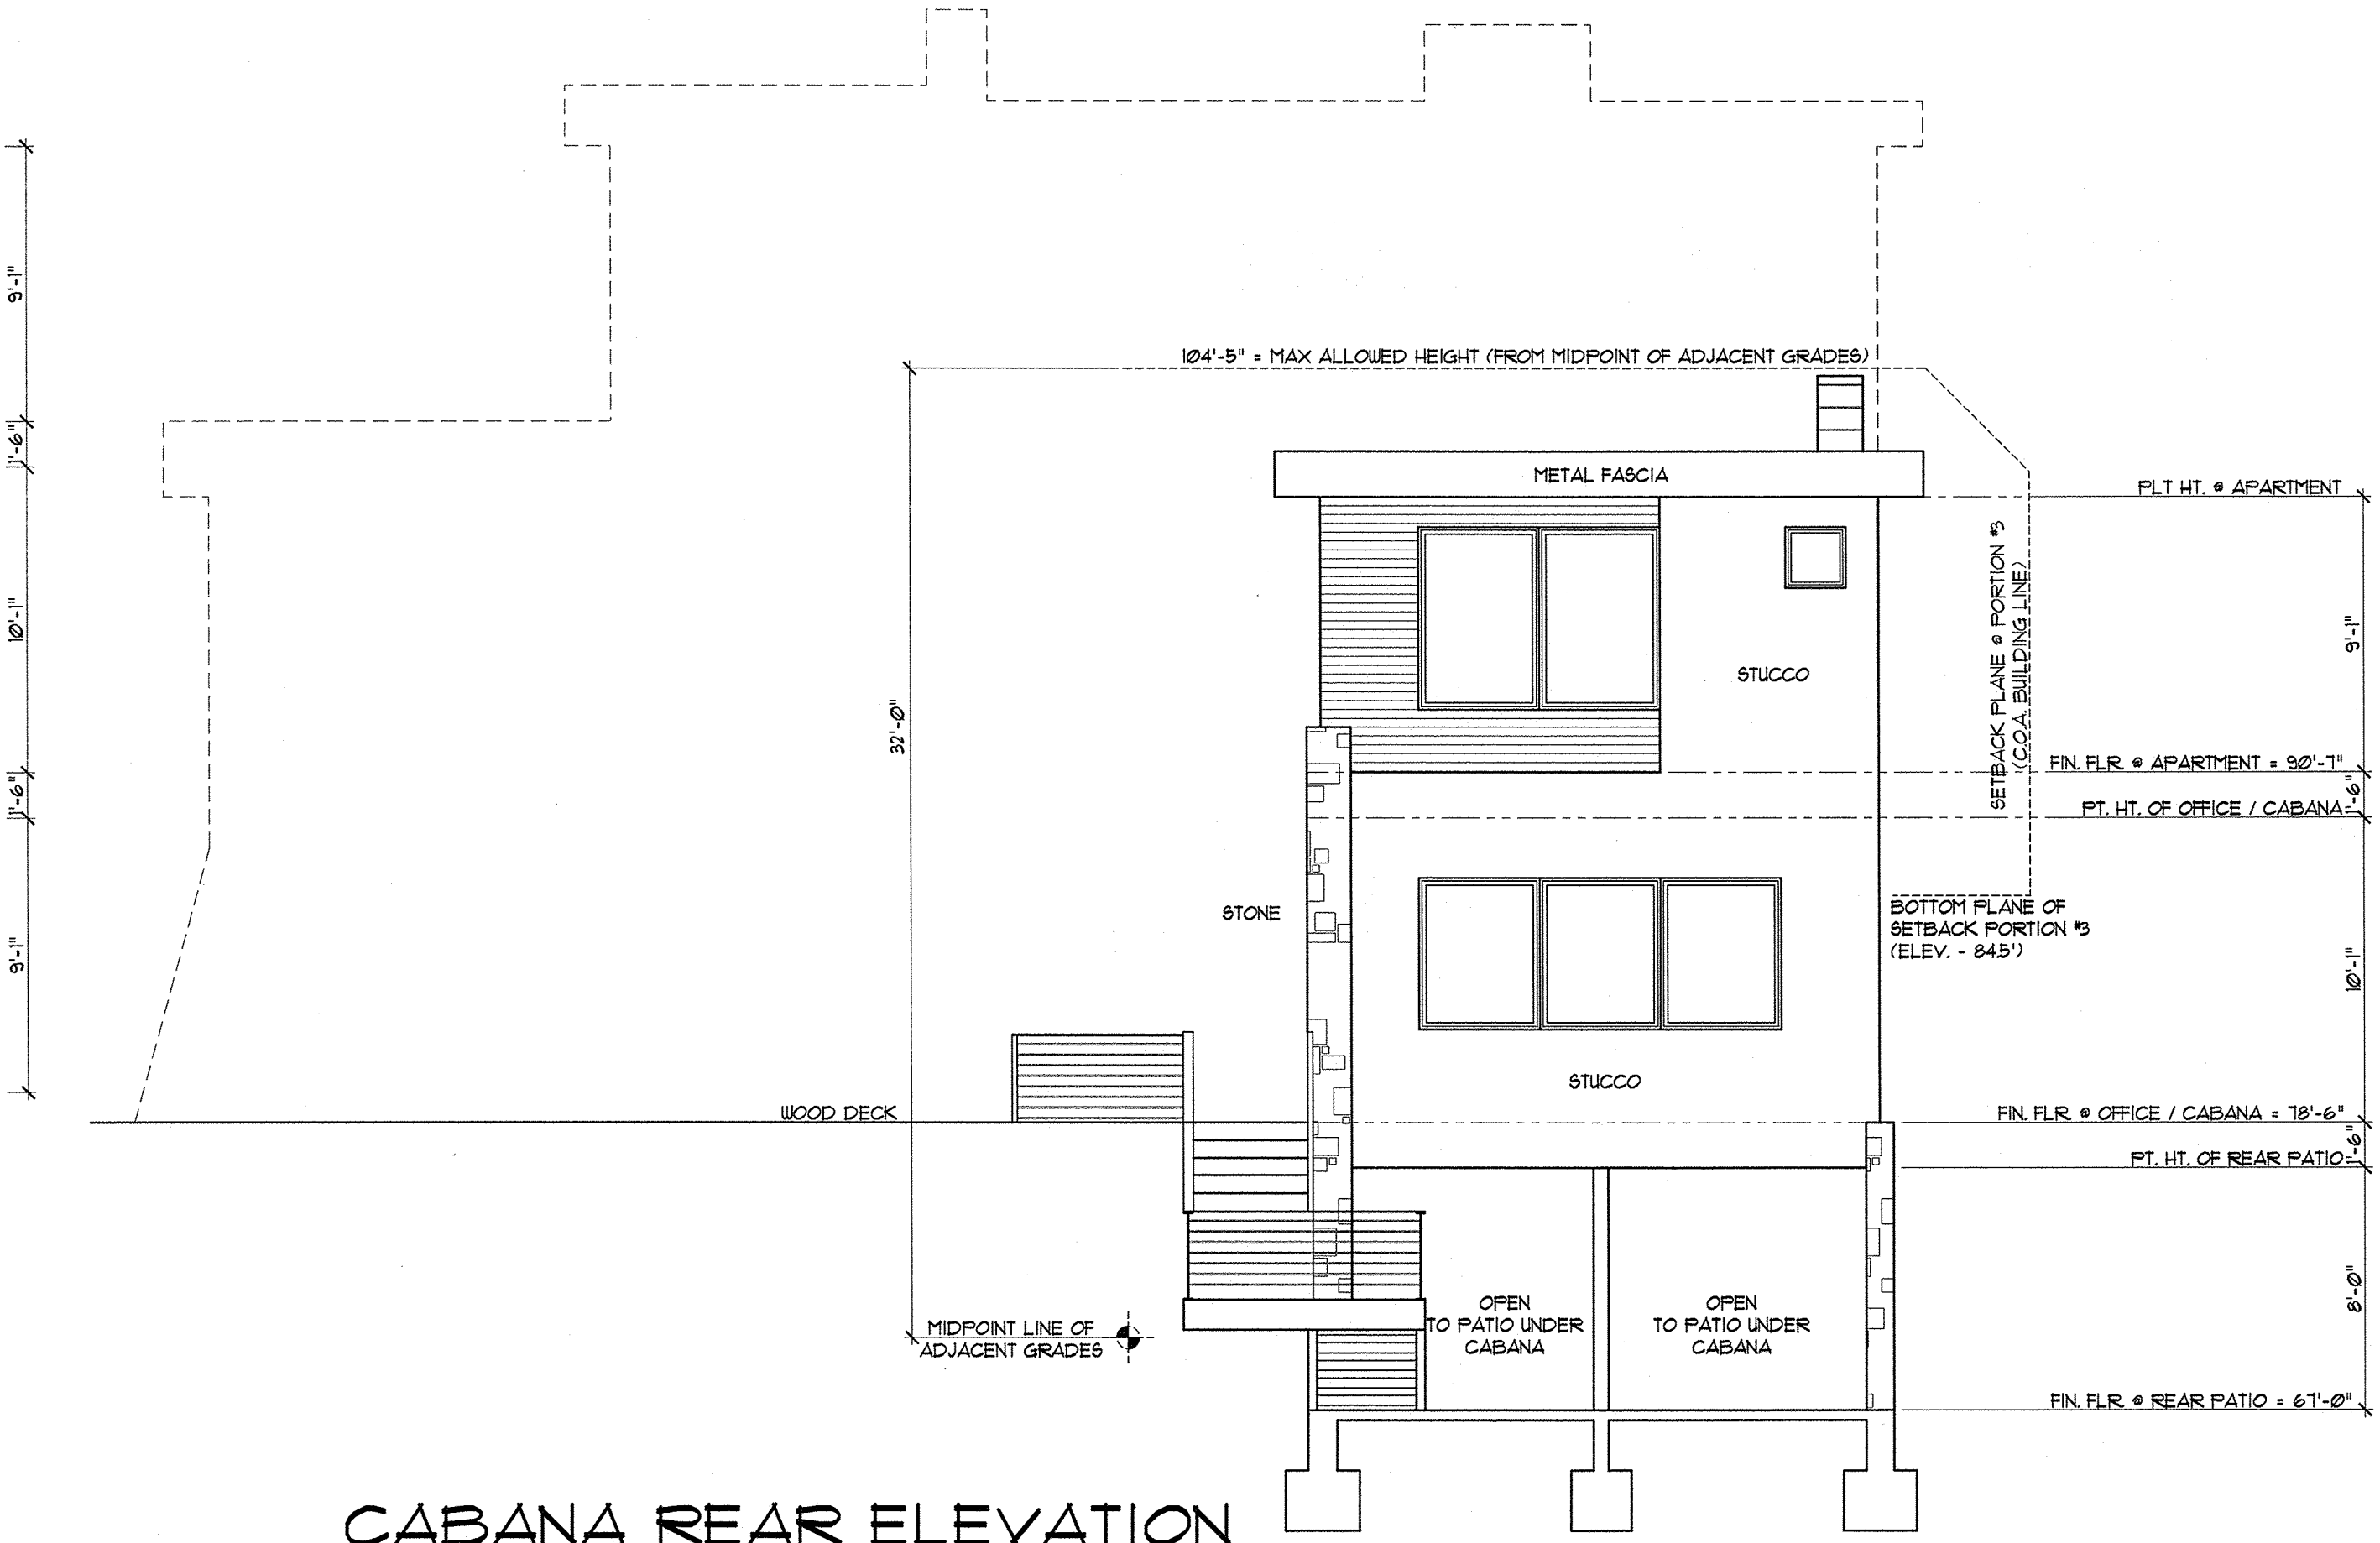 104'-5" = MAX ALLOWED HEIGHT (FROM MIDPOINT OF ADJACENT GRADES)
METAL FASCIA
PLT HT. @ APARTMENT
9'-1"
1'-6"
10'-1"
1'-6"
9'-1"
32'-0"
STUCCO
SETBACK PLANE @ PORTION #3
(C.O.A. BUILDING LINE)
9'-1"
FIN. FLR. @ APARTMENT = 90'-7"
1'-6"
PT. HT. OF OFFICE / CABANA
STONE
BOTTOM PLANE OF
SETBACK PORTION #3
(ELEV. - 84.5')
10'-1"
STUCCO
WOOD DECK
FIN. FLR. @ OFFICE / CABANA = 78'-6"
1'-6"
PT. HT. OF REAR PATIO
8'-0"
OPEN
TO PATIO UNDER
CABANA
OPEN
TO PATIO UNDER
CABANA
MIDPOINT LINE OF
ADJACENT GRADES
FIN. FLR. @ REAR PATIO = 67'-0"
CABANA REAR ELEVATION